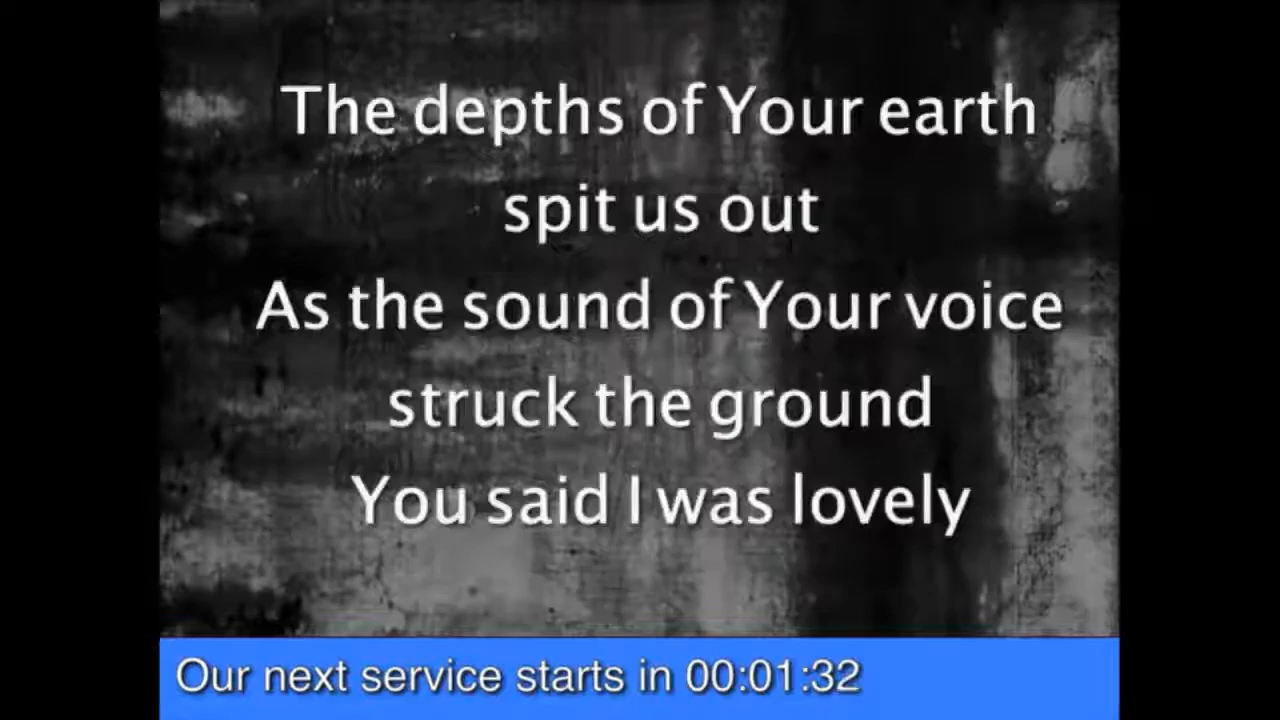 The depths of Your earth
spit us out
As the sound of Your voice
struck the ground
You said I was lovely
Our next service starts in 00:01:32